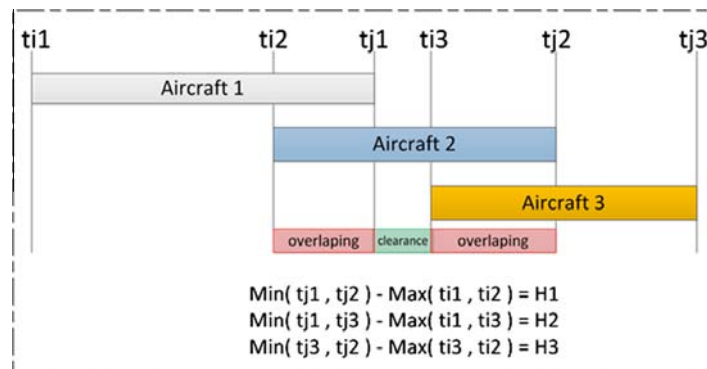 ti1 ti2 tj1 ti3 tj2 tj3
Aircraft 1
Aircraft 2
Aircraft 3
overlaping clearance overlaping
Min( tj1 , tj2 ) - Max( ti1 , ti2 ) = H1
Min( tj1 , tj3 ) - Max( ti1 , ti3 ) = H2
Min( tj3 , tj2 ) - Max( ti3 , ti2 ) = H3